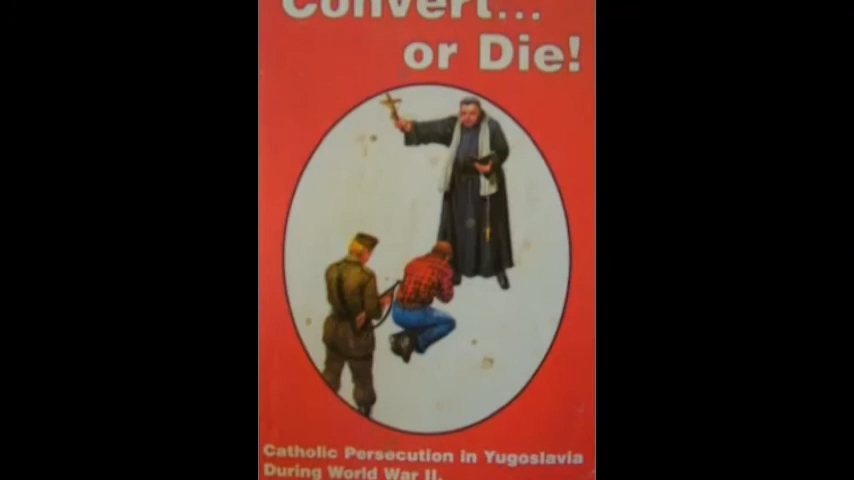 Convert...
or Die!
Catholic Persecution in Yugoslavia
During World War II.